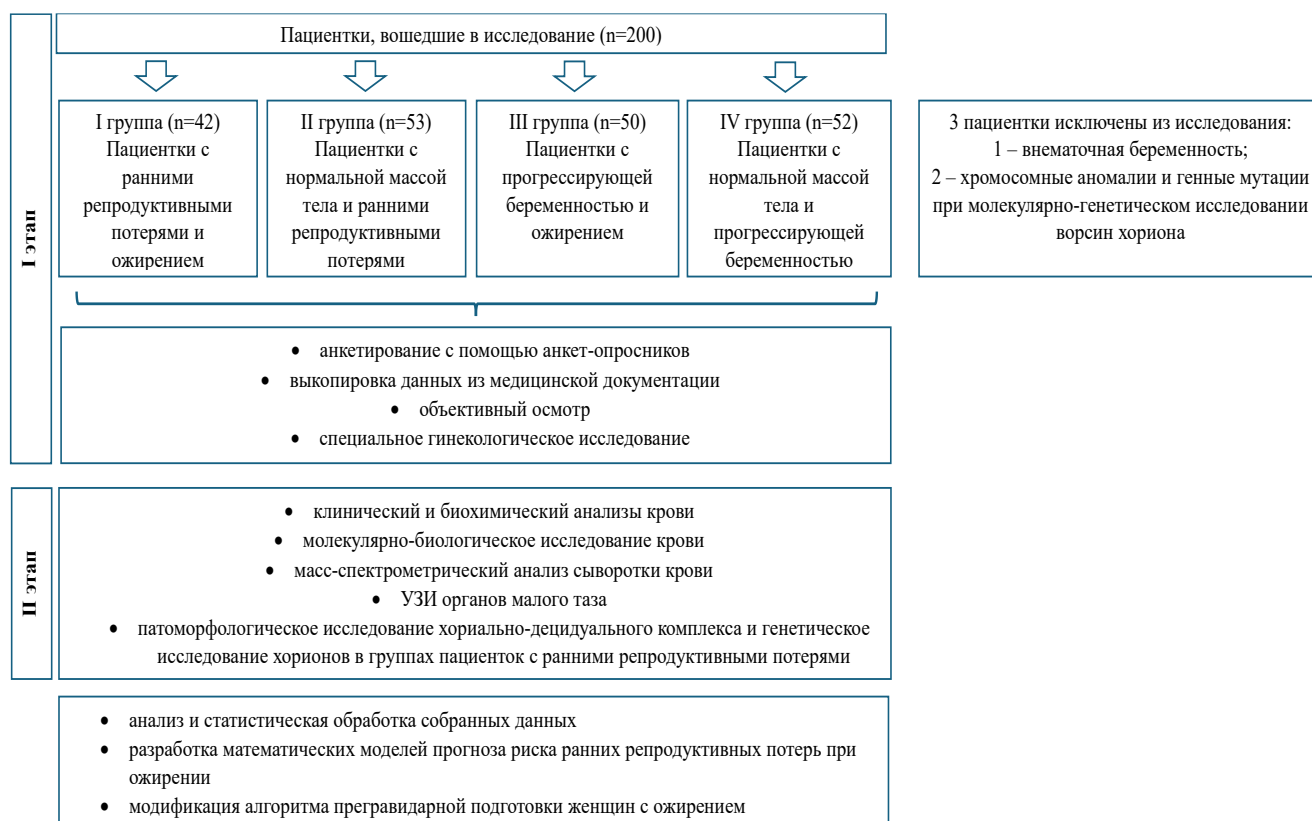 Пациентки, вошедшие в исследование (n=200)
I этап
I группа (n=42)
Пациентки с
ранними
репродуктивными
потерями и
ожирением
II группа (n=53)
Пациентки с
нормальной массой
тела и ранними
репродуктивными
потерями
III группа (n=50)
Пациентки с
прогрессирующей
беременностью и
ожирением
IV группа (n=52)
Пациентки с
нормальной массой
тела и
прогрессирующей
беременностью
3 пациентки исключены из исследования:
1 – внематочная беременность;
2 – хромосомные аномалии и генные мутации
при молекулярно-генетическом исследовании
ворсин хориона
• анкетирование с помощью анкет-опросников
• выкопировка данных из медицинской документации
• объективный осмотр
• специальное гинекологическое исследование
II этап
• клинический и биохимический анализы крови
• молекулярно-биологическое исследование крови
• масс-спектрометрический анализ сыворотки крови
• УЗИ органов малого таза
• патоморфологическое исследование хориально-децидуального комплекса и генетическое
исследование хорионов в группах пациенток с ранними репродуктивными потерями
• анализ и статистическая обработка собранных данных
• разработка математических моделей прогноза риска ранних репродуктивных потерь при
ожирении
• модификация алгоритма прегравидарной подготовки женщин с ожирением